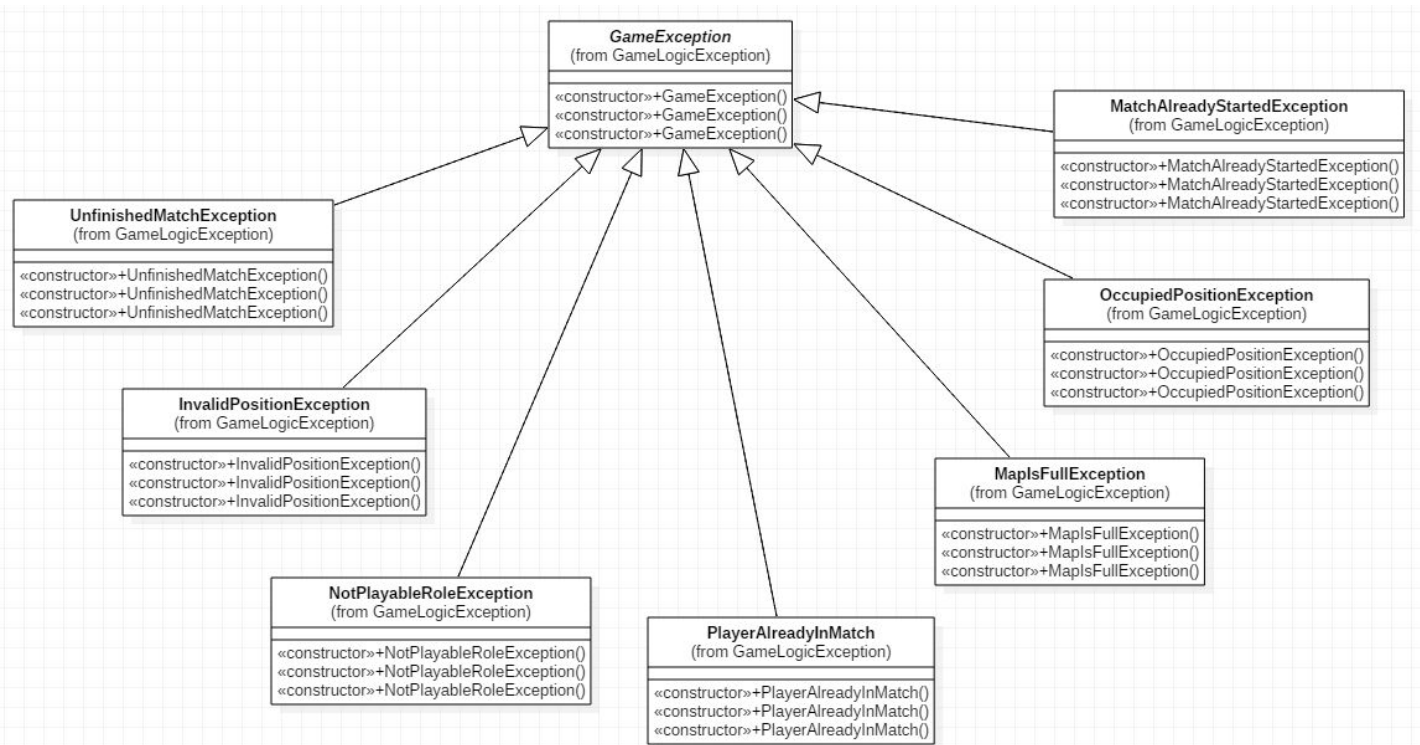 GameException
(from GameLogicException)
«constructor»+GameException()
«constructor»+GameException()
«constructor»+GameException()
MatchAlreadyStartedException
(from GameLogicException)
«constructor»+MatchAlreadyStartedException()
«constructor»+MatchAlreadyStartedException()
«constructor»+MatchAlreadyStartedException()
UnfinishedMatchException
(from GameLogicException)
«constructor»+UnfinishedMatchException()
«constructor»+UnfinishedMatchException()
«constructor»+UnfinishedMatchException()
OccupiedPositionException
(from GameLogicException)
«constructor»+OccupiedPositionException()
«constructor»+OccupiedPositionException()
«constructor»+OccupiedPositionException()
InvalidPositionException
(from GameLogicException)
«constructor»+InvalidPositionException()
«constructor»+InvalidPositionException()
«constructor»+InvalidPositionException()
MapIsFullException
(from GameLogicException)
«constructor»+MapIsFullException()
«constructor»+MapIsFullException()
«constructor»+MapIsFullException()
NotPlayableRoleException
(from GameLogicException)
«constructor»+NotPlayableRoleException()
«constructor»+NotPlayableRoleException()
«constructor»+NotPlayableRoleException()
PlayerAlreadyInMatch
(from GameLogicException)
«constructor»+PlayerAlreadyInMatch()
«constructor»+PlayerAlreadyInMatch()
«constructor»+PlayerAlreadyInMatch()